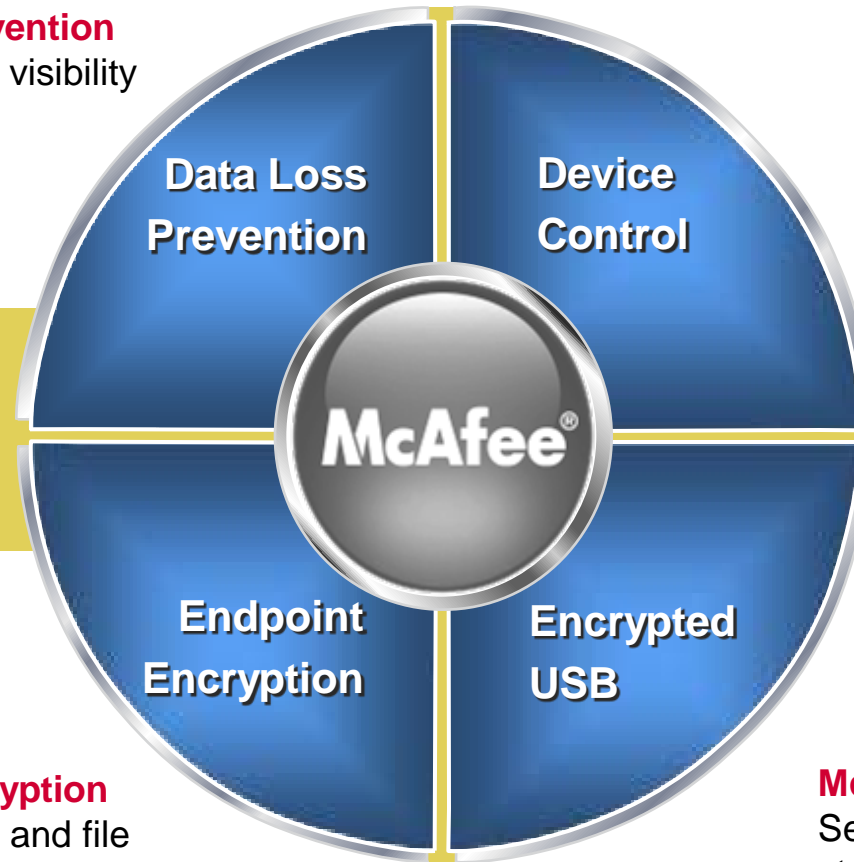 visibility
Data Loss
Prevention
Device
Control
McAfee®
Endpoint
Encryption
Encrypted
USB
and file